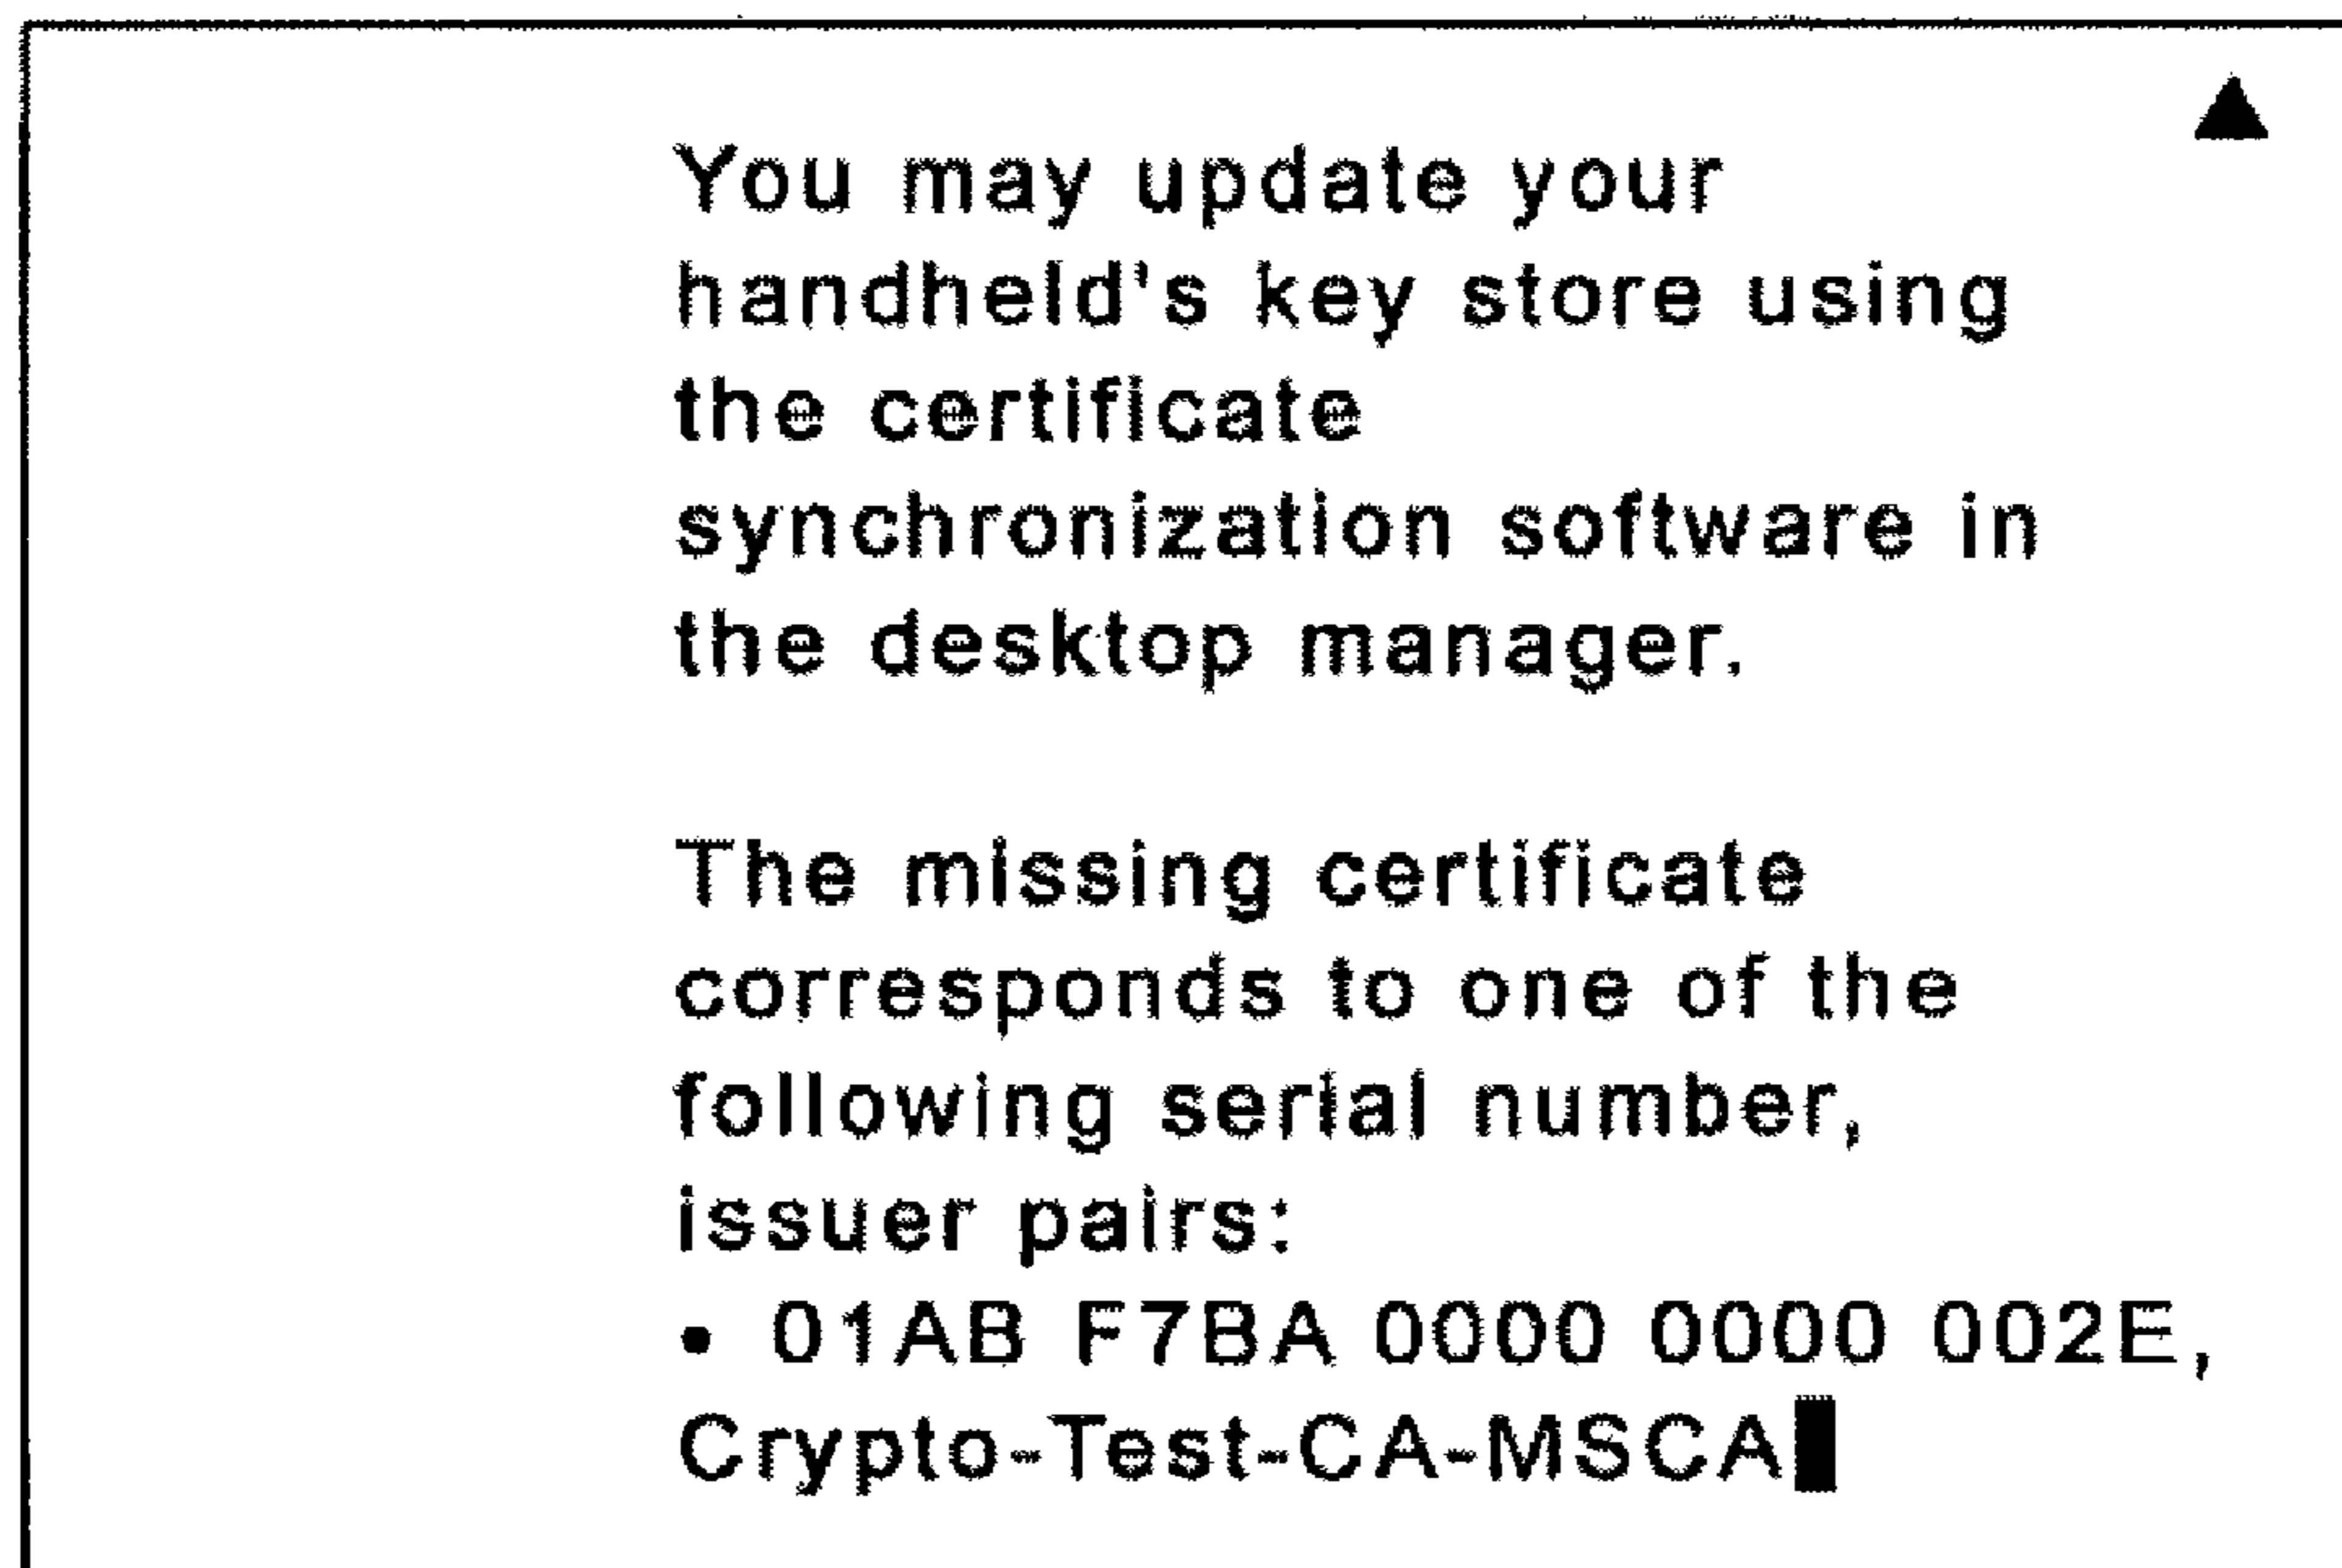 You may update your
handheld's key store using
the certificate
synchronization software in
the desktop manager.
The missing certificate
corresponds to one of the
following serial number,
issuer pairs:
• 01AB F7BA 0000 0000 002E,
Crypto-Test-CA-MSCA